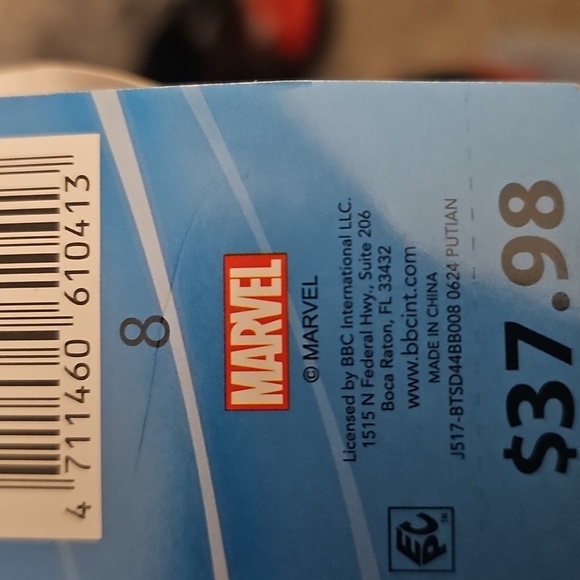 4 711460 610413
8
MARVEL
© MARVEL
Licensed by BBC International LLC.
1515 N Federal Hwy., Suite 206
Boca Raton, FL 33432
www.bbcint.com
MADE IN CHINA
J517-BTSD44BB008 0624 PUTIAN
EPC™
$37.98